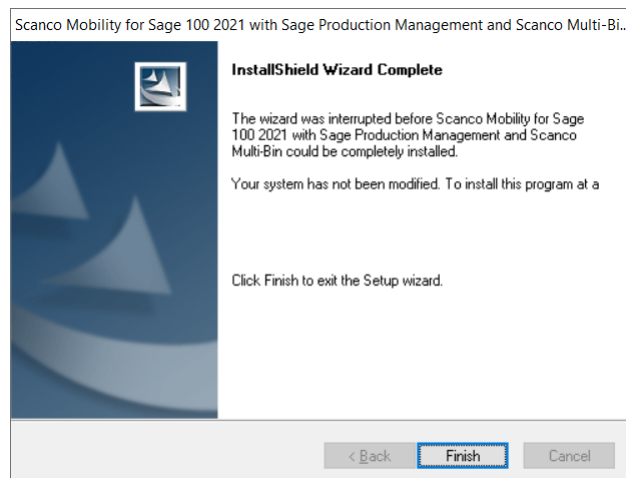 Scanco Mobility for Sage 100 2021 with Sage Production Management and Scanco Multi-Bi..
InstallShield Wizard Complete
The wizard was interrupted before Scanco Mobility for Sage
100 2021 with Sage Production Management and Scanco
Multi-Bin could be completely installed.
Your system has not been modified. To install this program at a
Click Finish to exit the Setup wizard.
< Back
Finish
Cancel